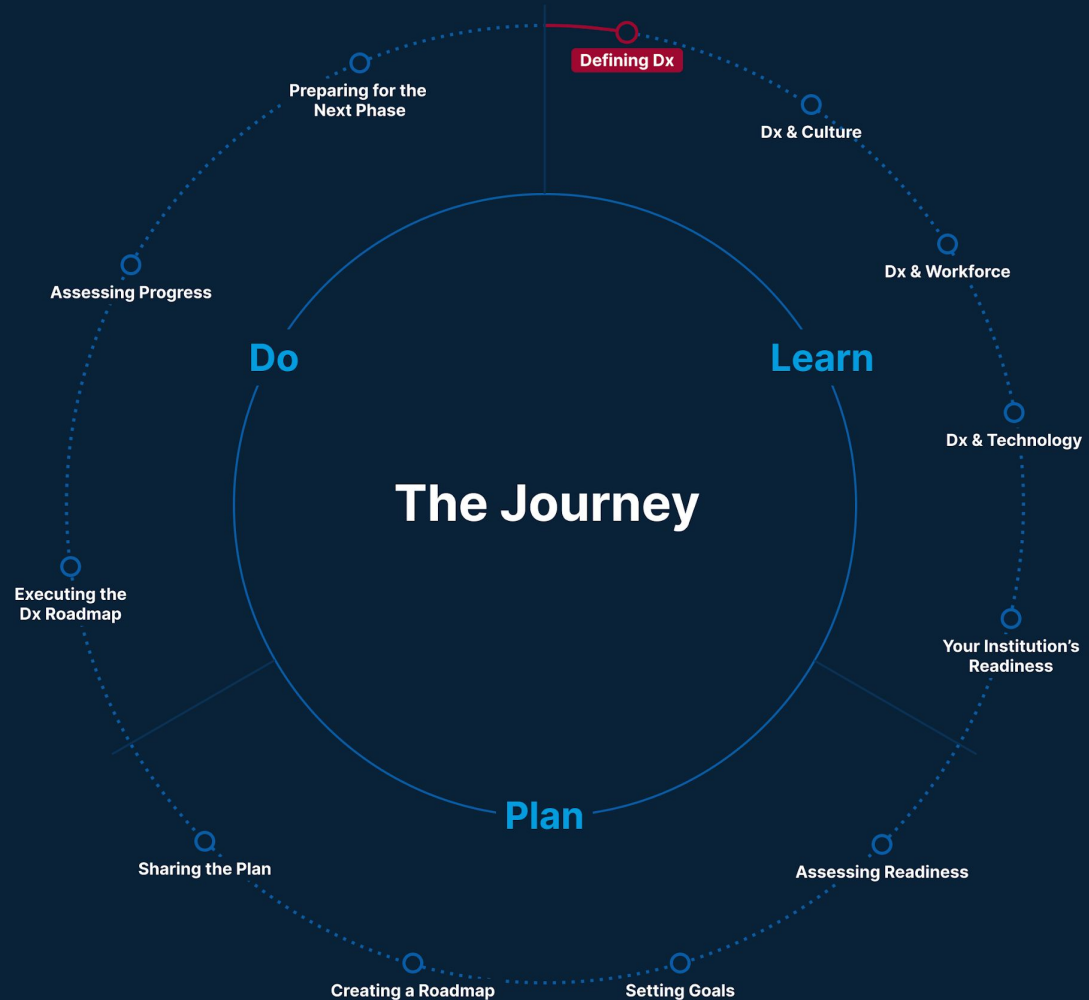 The Journey
Learn
Defining Dx
Dx & Culture
Dx & Workforce
Dx & Technology
Your Institution’s
Readiness
Plan
Assessing Readiness
Setting Goals
Creating a Roadmap
Sharing the Plan
Do
Executing the
Dx Roadmap
Assessing Progress
Preparing for the
Next Phase